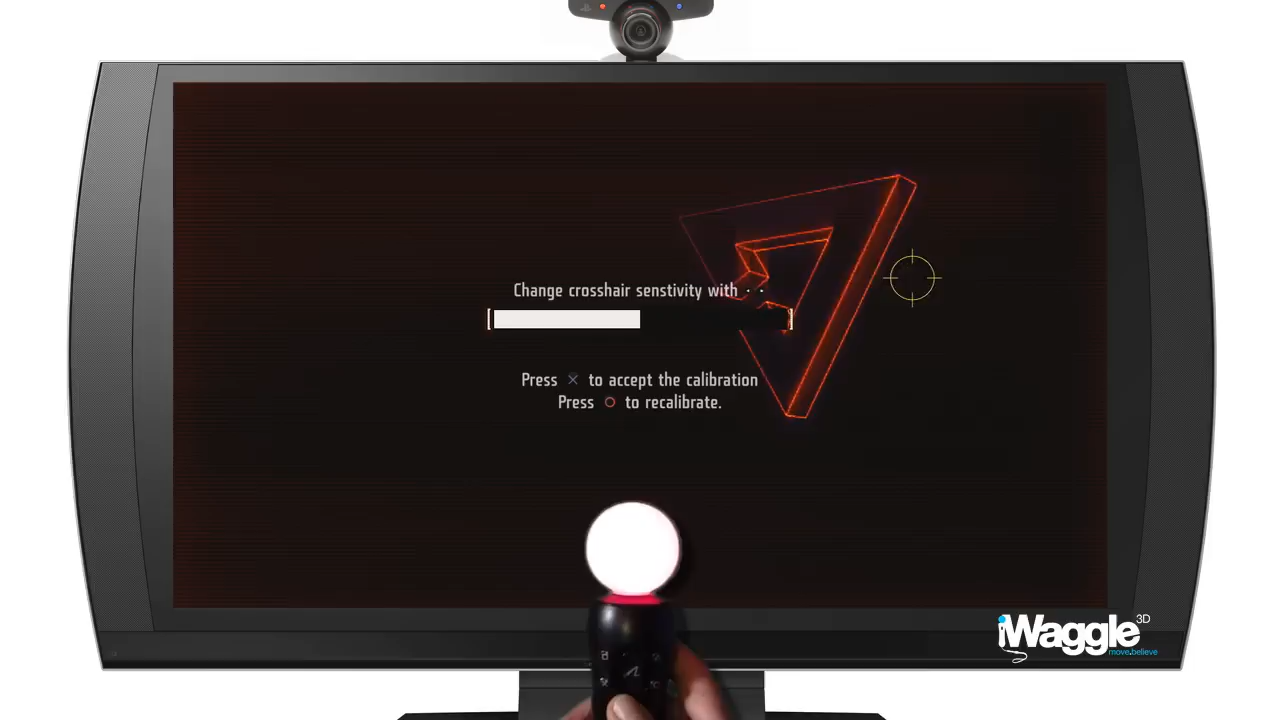 Change crosshair senstivity with
Press ✕ to accept the calibration
Press ○ to recalibrate.
iWaggle 3D
move.believe